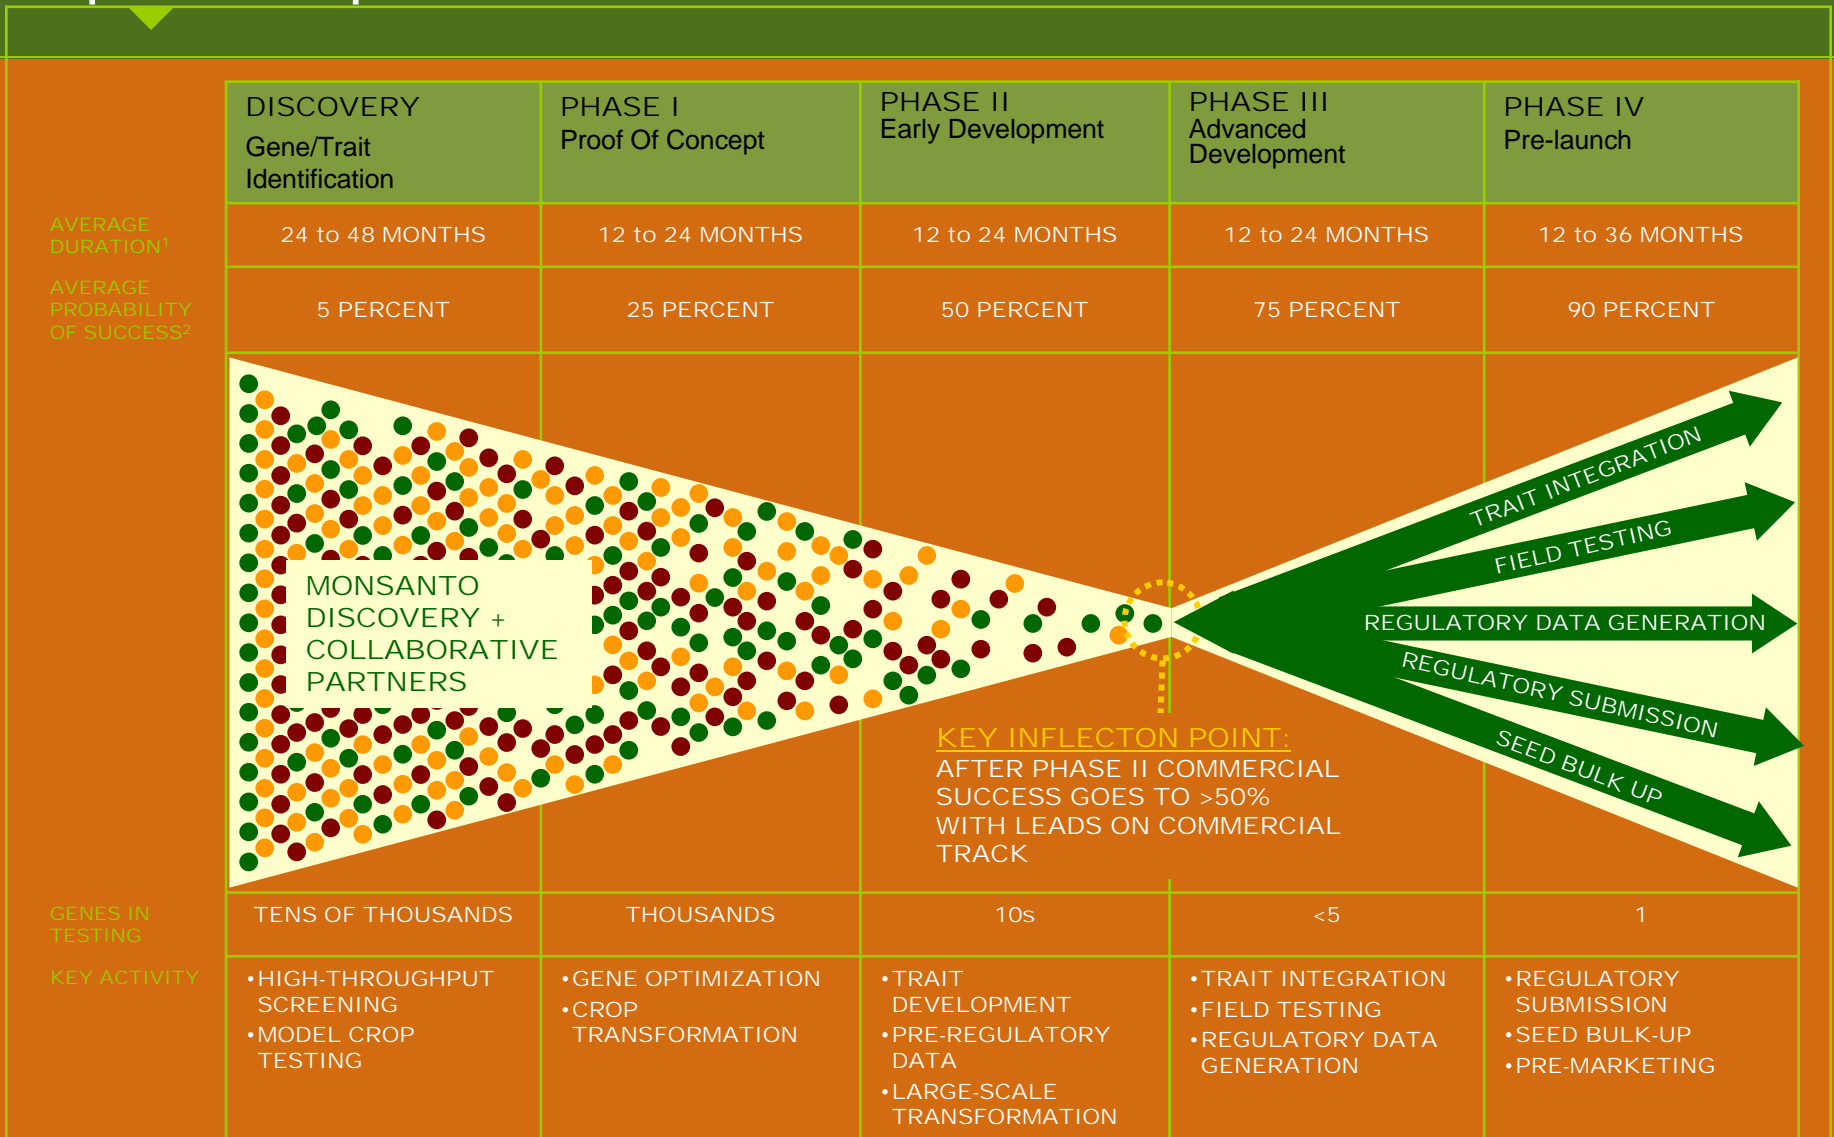 DISCOVERY
Gene/Trait
Identification
PHASE I
Proof Of Concept
PHASE II
Early Development
PHASE III
Advanced
Development
PHASE IV
Pre-launch
AVERAGE
DURATION¹
24 to 48 MONTHS
12 to 24 MONTHS
12 to 24 MONTHS
12 to 24 MONTHS
12 to 36 MONTHS
AVERAGE
PROBABILITY
OF SUCCESS²
5 PERCENT
25 PERCENT
50 PERCENT
75 PERCENT
90 PERCENT
MONSANTO
DISCOVERY +
COLLABORATIVE
PARTNERS
TRAIT INTEGRATION
FIELD TESTING
REGULATORY DATA GENERATION
REGULATORY SUBMISSION
SEED BULK UP
KEY INFLECTON POINT:
AFTER PHASE II COMMERCIAL
SUCCESS GOES TO >50%
WITH LEADS ON COMMERCIAL
TRACK
GENES IN
TESTING
TENS OF THOUSANDS
THOUSANDS
10s
<5
1
KEY ACTIVITY
•HIGH-THROUGHPUT
SCREENING
•MODEL CROP
TESTING
•GENE OPTIMIZATION
•CROP
TRANSFORMATION
•TRAIT
DEVELOPMENT
•PRE-REGULATORY
DATA
•LARGE-SCALE
TRANSFORMATION
•TRAIT INTEGRATION
•FIELD TESTING
•REGULATORY DATA
GENERATION
•REGULATORY
SUBMISSION
•SEED BULK-UP
•PRE-MARKETING